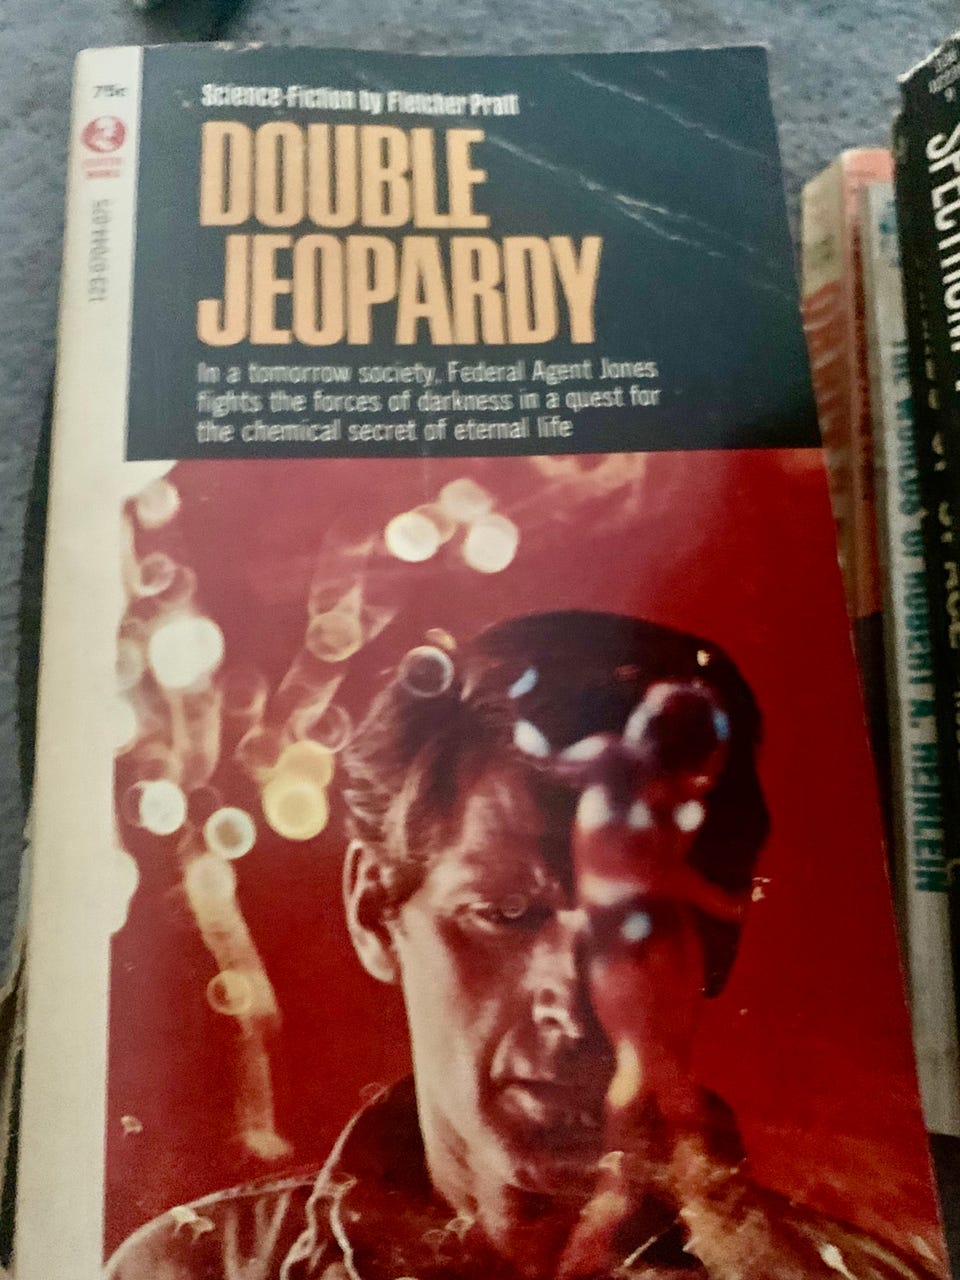 75c
Science-Fiction by Fletcher Pratt
DOUBLE
JEOPARDY
In a tomorrow society, Federal Agent Jones
fights the forces of darkness in a quest for
the chemical secret of eternal life
THE WORLDS OF ROBERT A. HEINLEIN